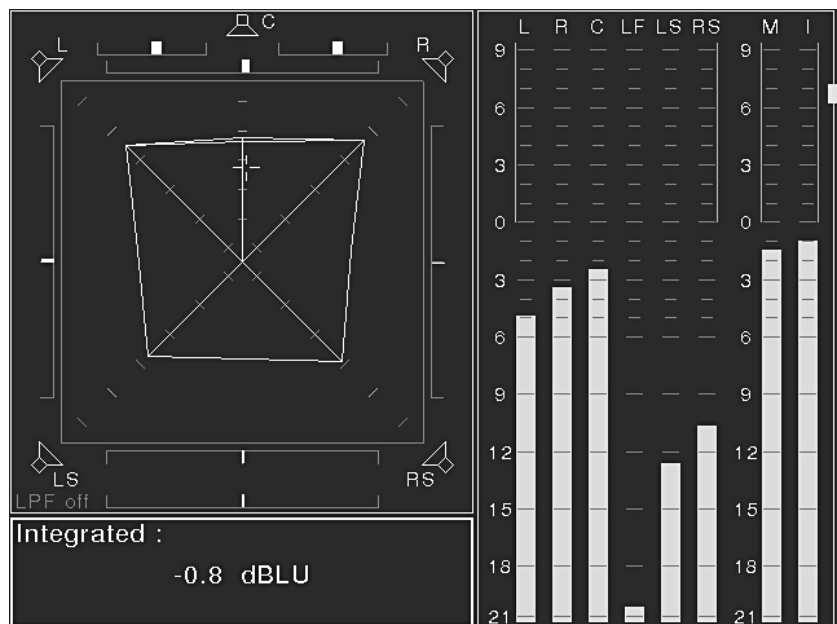 C
L R
LS RS
LPF off
Integrated :
-0.8 dBLU
L R C LF LS RS M I
9 9
6 6
3 3
0 0
3 3
6 6
9 9
12 12
15 15
18 18
21 21